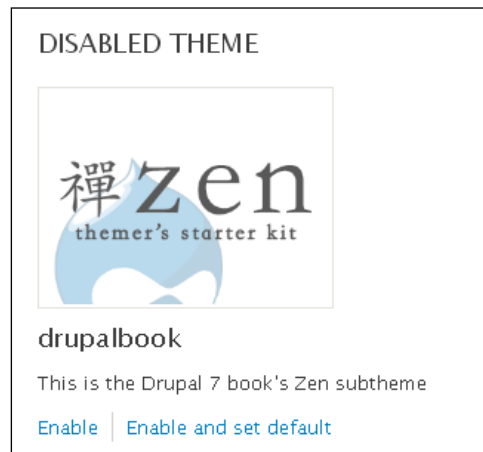 DISABLED THEME
禪 zen
themer's starter kit
drupalbook
This is the Drupal 7 book's Zen subtheme
Enable
Enable and set default